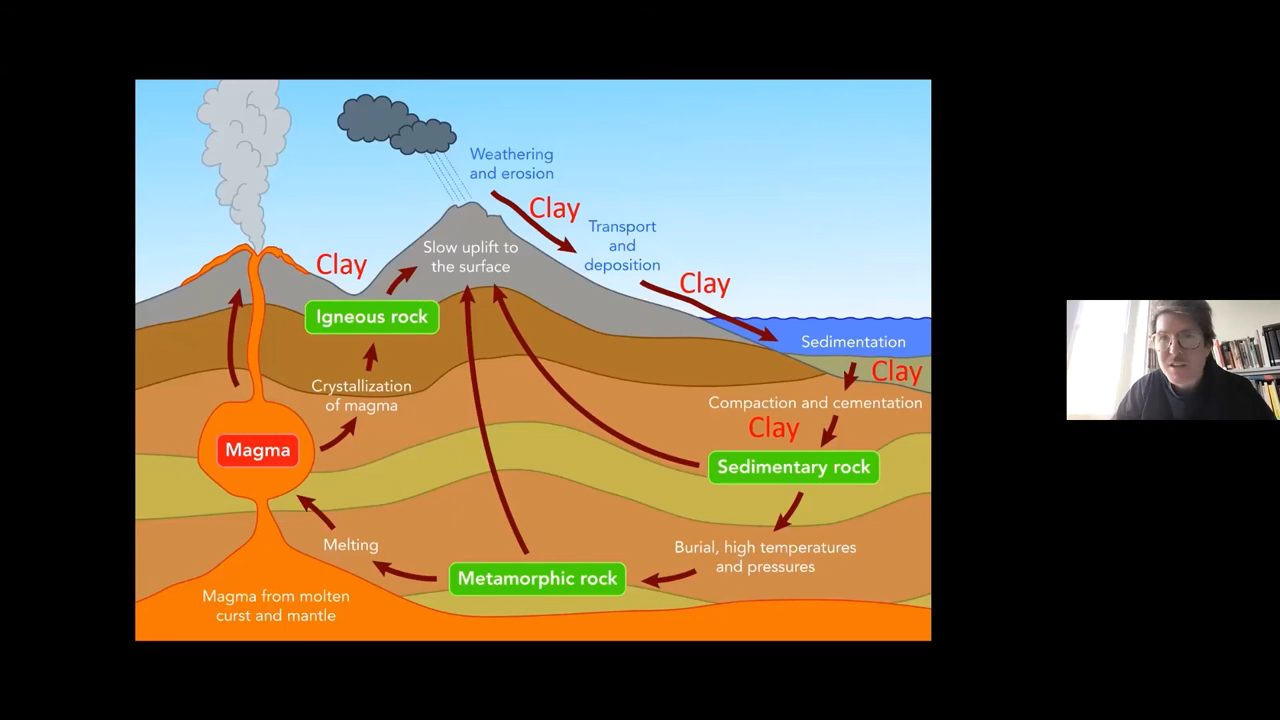 Weathering
and erosion
Clay
Transport
and
deposition
Slow uplift to
the surface
Clay
Clay
Igneous rock
Sedimentation
Clay
Crystallization
of magma
Compaction and cementation
Clay
Magma
Sedimentary rock
Melting
Burial, high temperatures
and pressures
Metamorphic rock
Magma from molten
curst and mantle